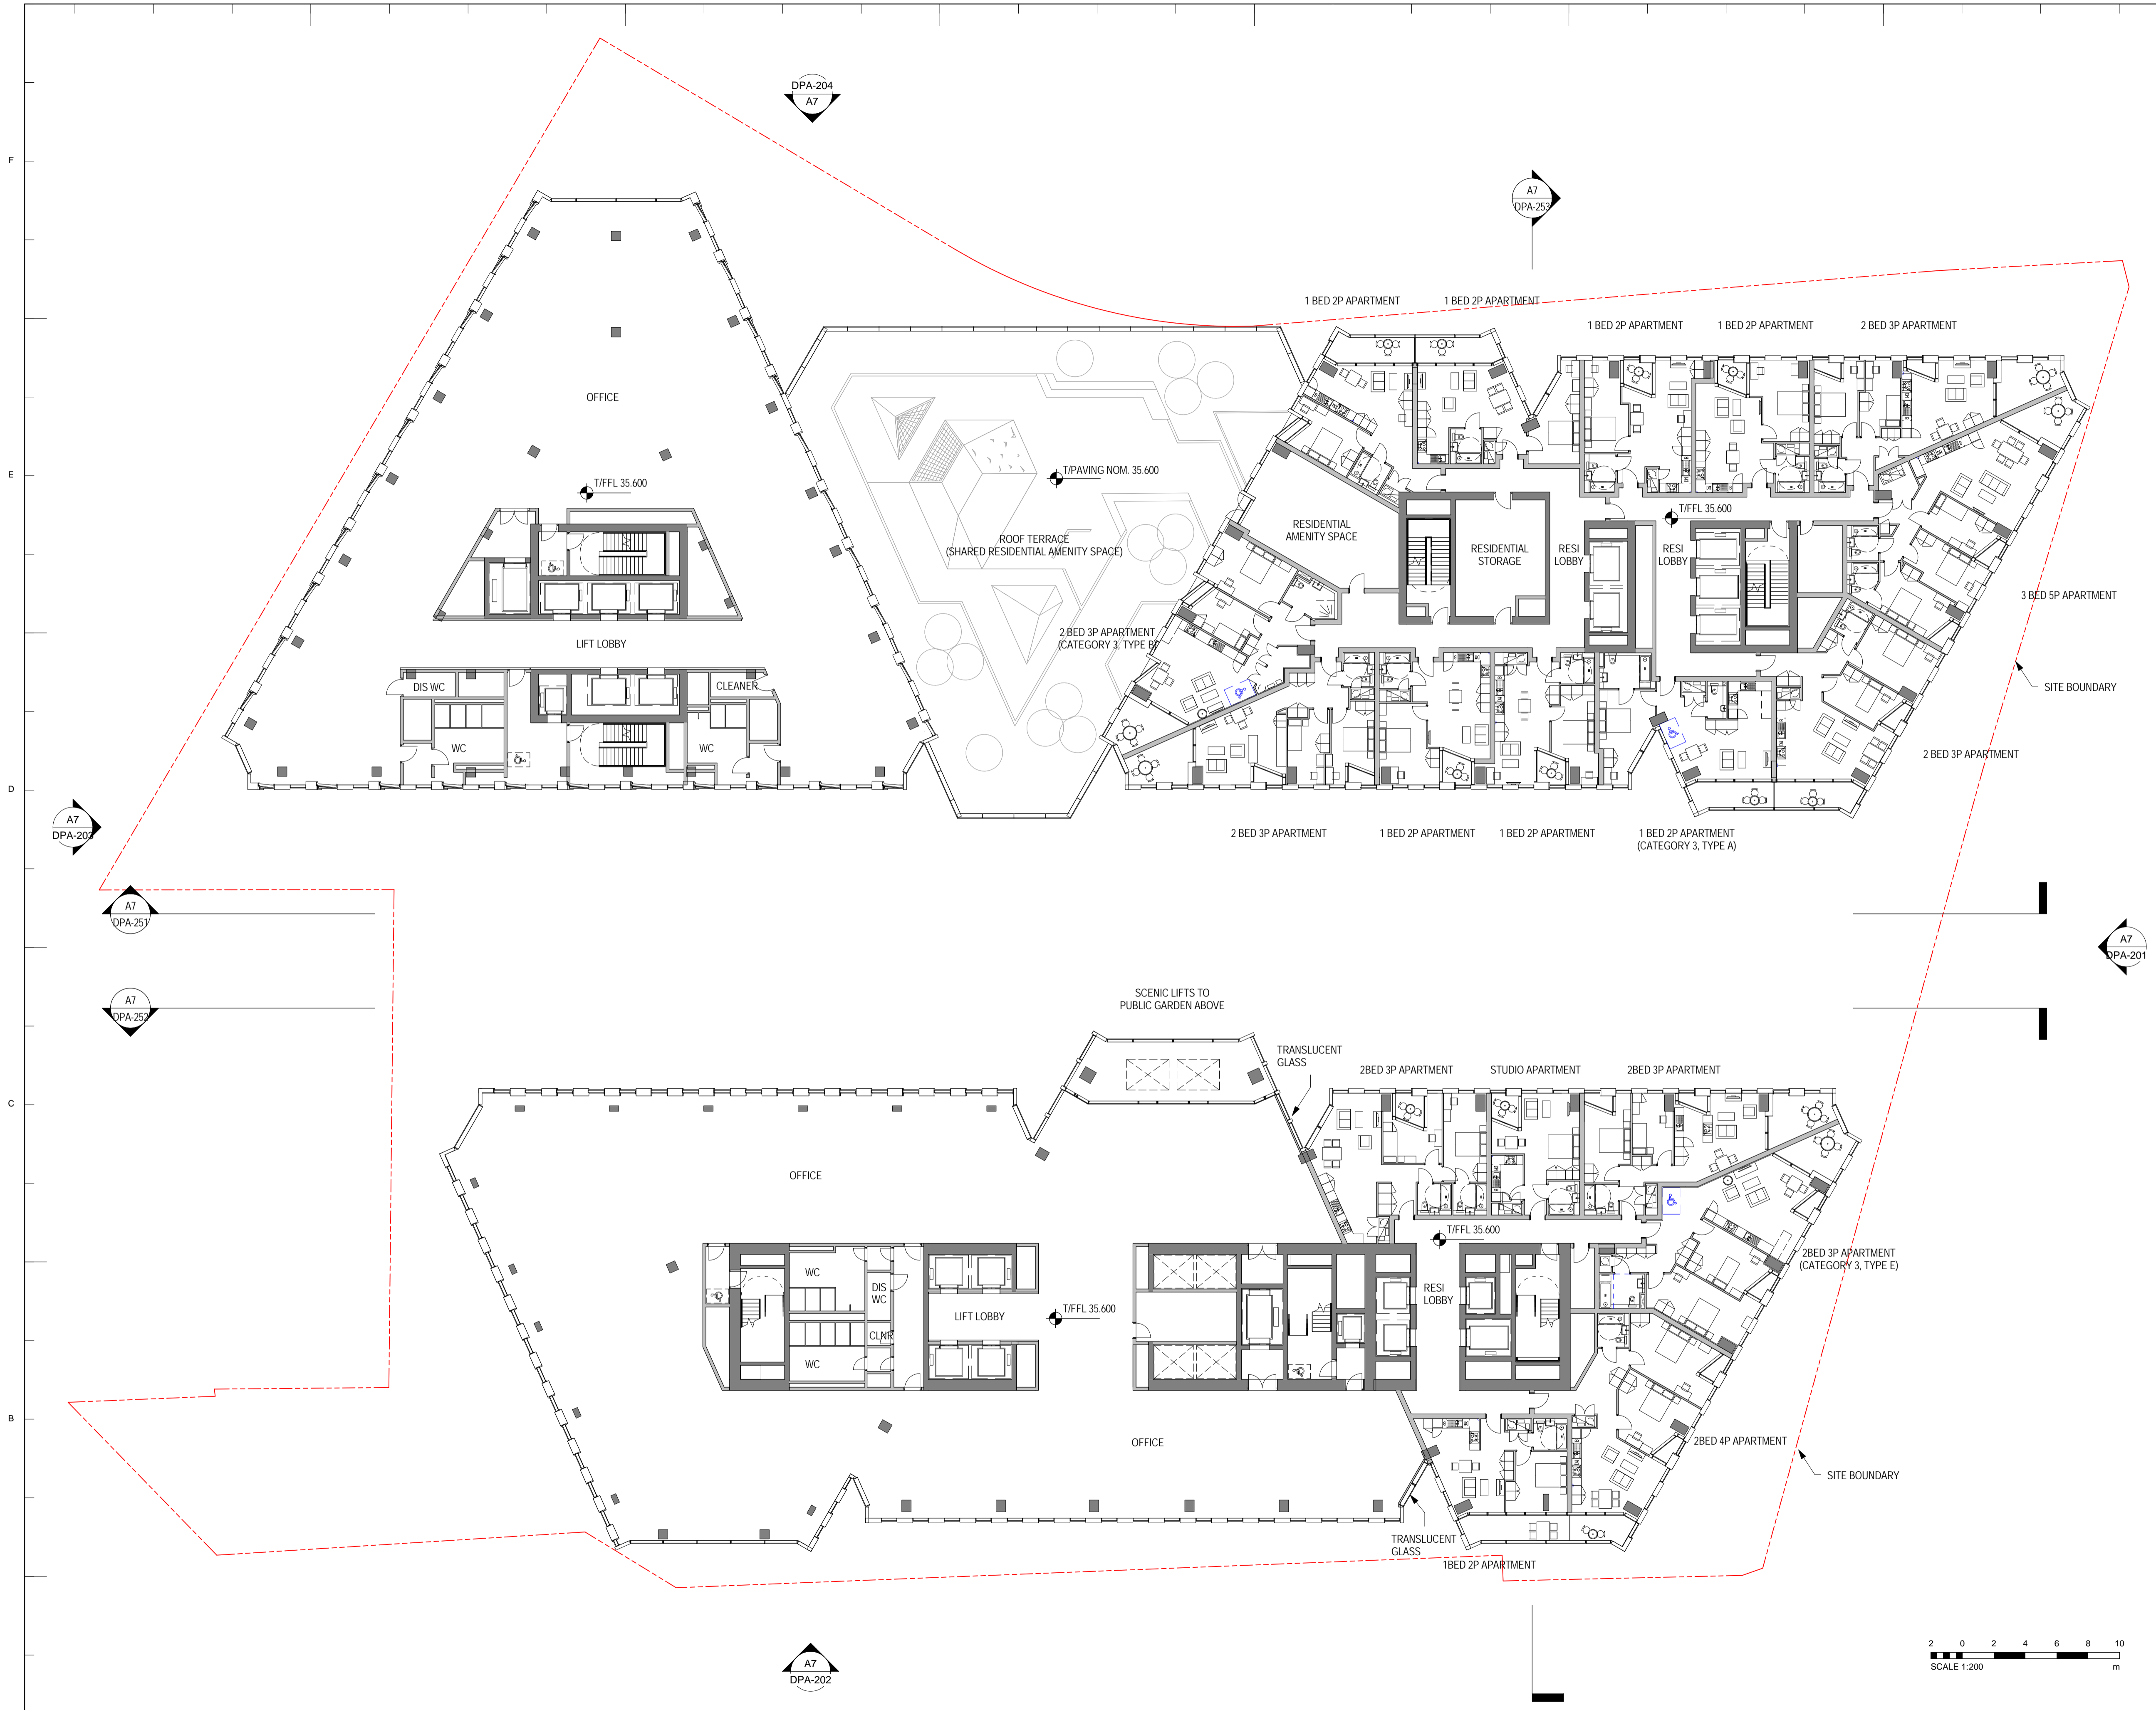 DPA-204
A7
F
A7
DPA-253
1 BED 2P APARTMENT
1 BED 2P APARTMENT
1 BED 2P APARTMENT
1 BED 2P APARTMENT
2 BED 3P APARTMENT
OFFICE
E
T/FFL 35.600
T/PAVING NOM. 35.600
T/FFL 35.600
ROOF TERRACE
(SHARED RESIDENTIAL AMENITY SPACE)
RESIDENTIAL
AMENITY SPACE
RESIDENTIAL
STORAGE
RESI
LOBBY
RESI
LOBBY
3 BED 5P APARTMENT
LIFT LOBBY
2 BED 3P APARTMENT
(CATEGORY 3, TYPE B)
DIS WC
CLEANER
SITE BOUNDARY
WC
WC
2 BED 3P APARTMENT
D
A7
DPA-203
2 BED 3P APARTMENT
1 BED 2P APARTMENT
1 BED 2P APARTMENT
1 BED 2P APARTMENT
(CATEGORY 3, TYPE A)
A7
DPA-251
A7
DPA-201
SCENIC LIFTS TO
PUBLIC GARDEN ABOVE
A7
DPA-252
TRANSLUCENT
GLASS
2BED 3P APARTMENT
STUDIO APARTMENT
2BED 3P APARTMENT
C
OFFICE
T/FFL 35.600
2BED 3P APARTMENT
(CATEGORY 3, TYPE E)
WC
DIS
WC
RESI
LOBBY
LIFT LOBBY
T/FFL 35.600
CLNR
WC
B
OFFICE
2BED 4P APARTMENT
SITE BOUNDARY
TRANSLUCENT
GLASS
1BED 2P APARTMENT
A7
DPA-202
2 0 2 4 6 8 10
SCALE 1:200 m